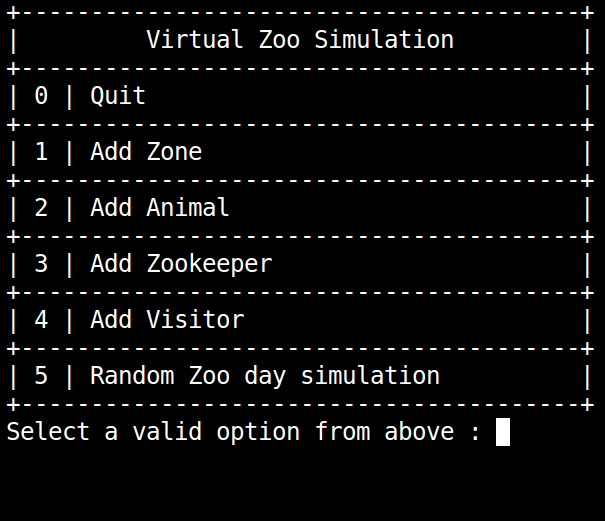 +----------------------------------------+
|         Virtual Zoo Simulation         |
+----------------------------------------+
| 0 | Quit                               |
+----------------------------------------+
| 1 | Add Zone                           |
+----------------------------------------+
| 2 | Add Animal                         |
+----------------------------------------+
| 3 | Add Zookeeper                      |
+----------------------------------------+
| 4 | Add Visitor                        |
+----------------------------------------+
| 5 | Random Zoo day simulation          |
+----------------------------------------+
Select a valid option from above :